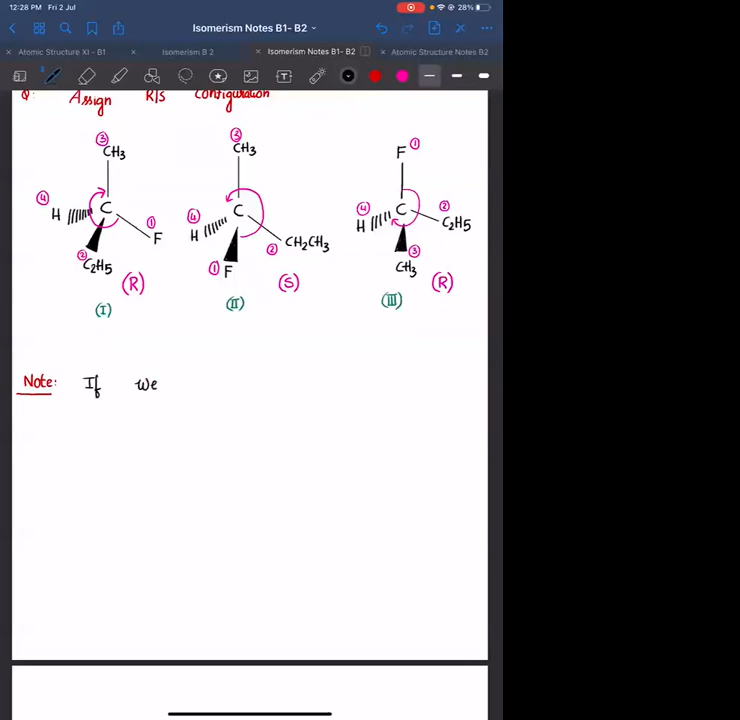 12:28 PM Fri 2 Jul
28%
Isomerism Notes B1- B2
Atomic Structure XI - B1
Isomerism B 2
Isomerism Notes B1- B2
Atomic Structure Notes B2
Q: Assign R/S Configuration
③ CH3
④ H C ① F
② C2H5 (R)
(I)
③ CH3
④ H C ② CH2CH3
① F (S)
(II)
F ①
④ H C ② C2H5
③ CH3 (R)
(III)
Note: If we